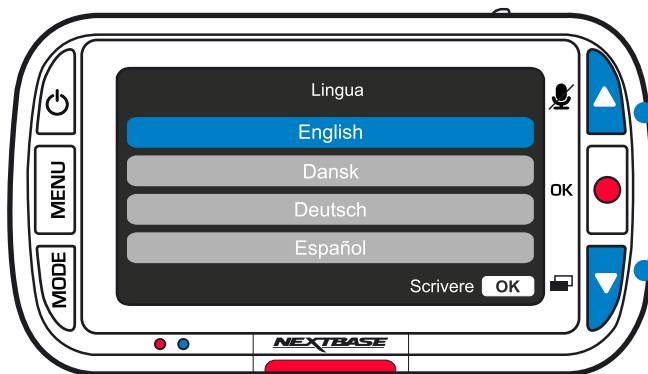 Lingua
English
Dansk
Deutsch
Español
Scrivere OK
MENU
MODE
OK
NEXTBASE